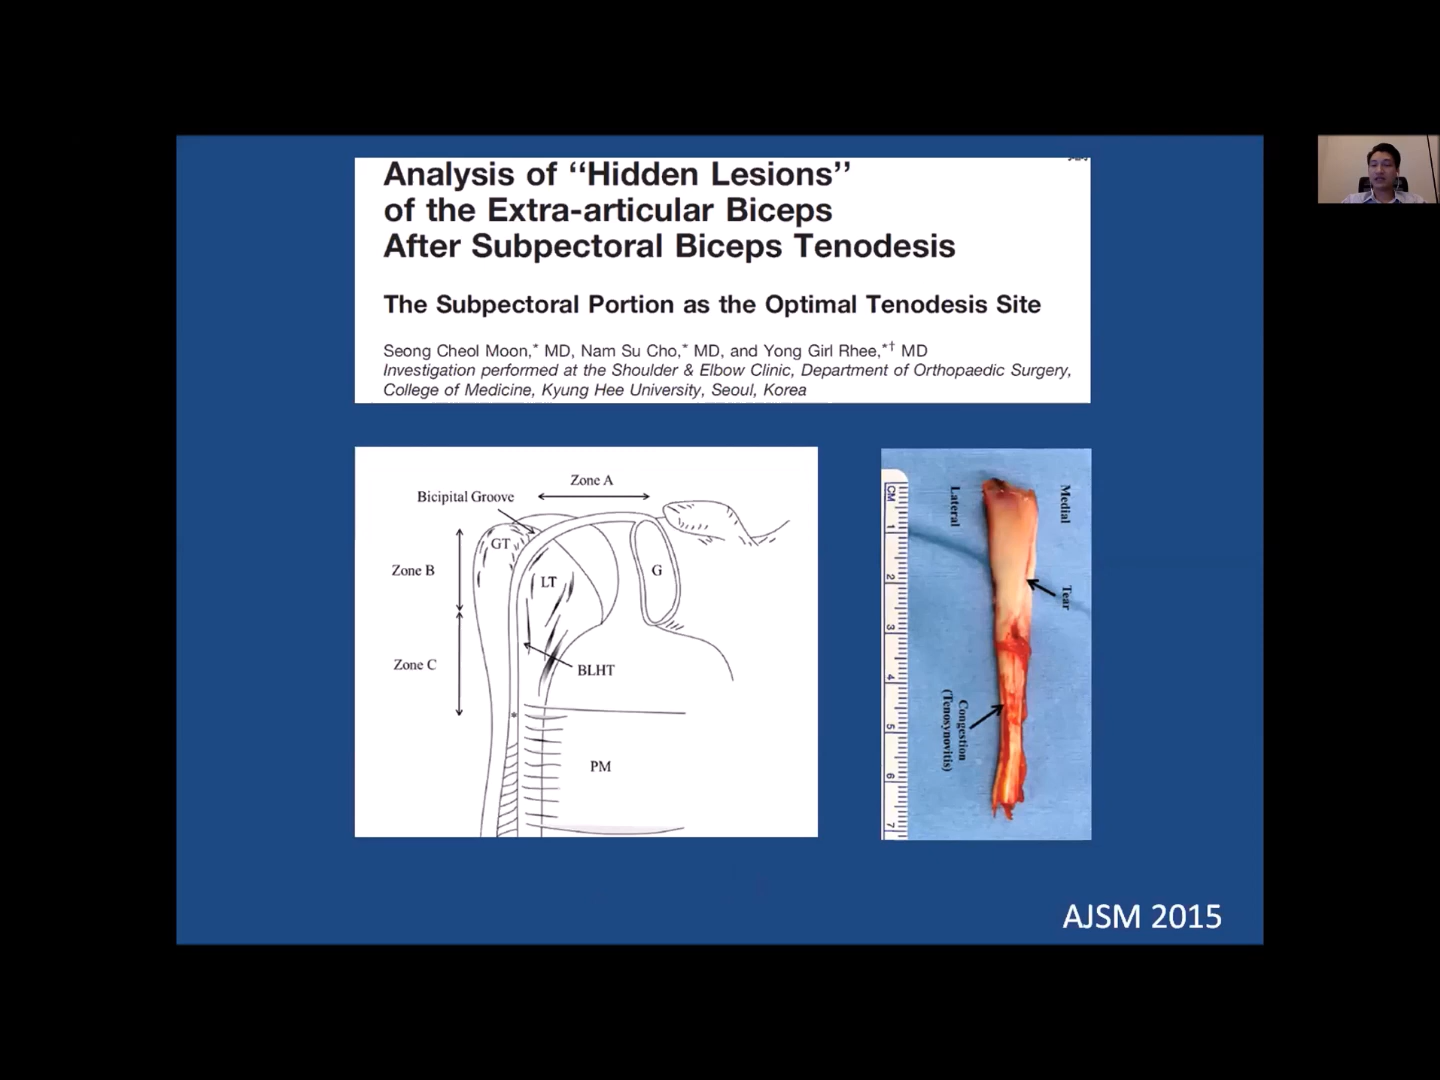 Analysis of “Hidden Lesions”
of the Extra-articular Biceps
After Subpectoral Biceps Tenodesis
The Subpectoral Portion as the Optimal Tenodesis Site
Seong Cheol Moon,* MD, Nam Su Cho,* MD, and Yong Girl Rhee,*† MD
Investigation performed at the Shoulder & Elbow Clinic, Department of Orthopaedic Surgery,
College of Medicine, Kyung Hee University, Seoul, Korea
Zone A
Bicipital Groove
GT
Zone B
LT
G
Zone C
BLHT
*
PM
CM
1
2
3
4
5
6
7
Lateral
Medial
Tear
Congestion
(Tenosynovitis)
AJSM 2015